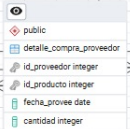 public
detalle_compra_proveedor
id_proveedor integer
id_producto integer
fecha_provee date
cantidad integer